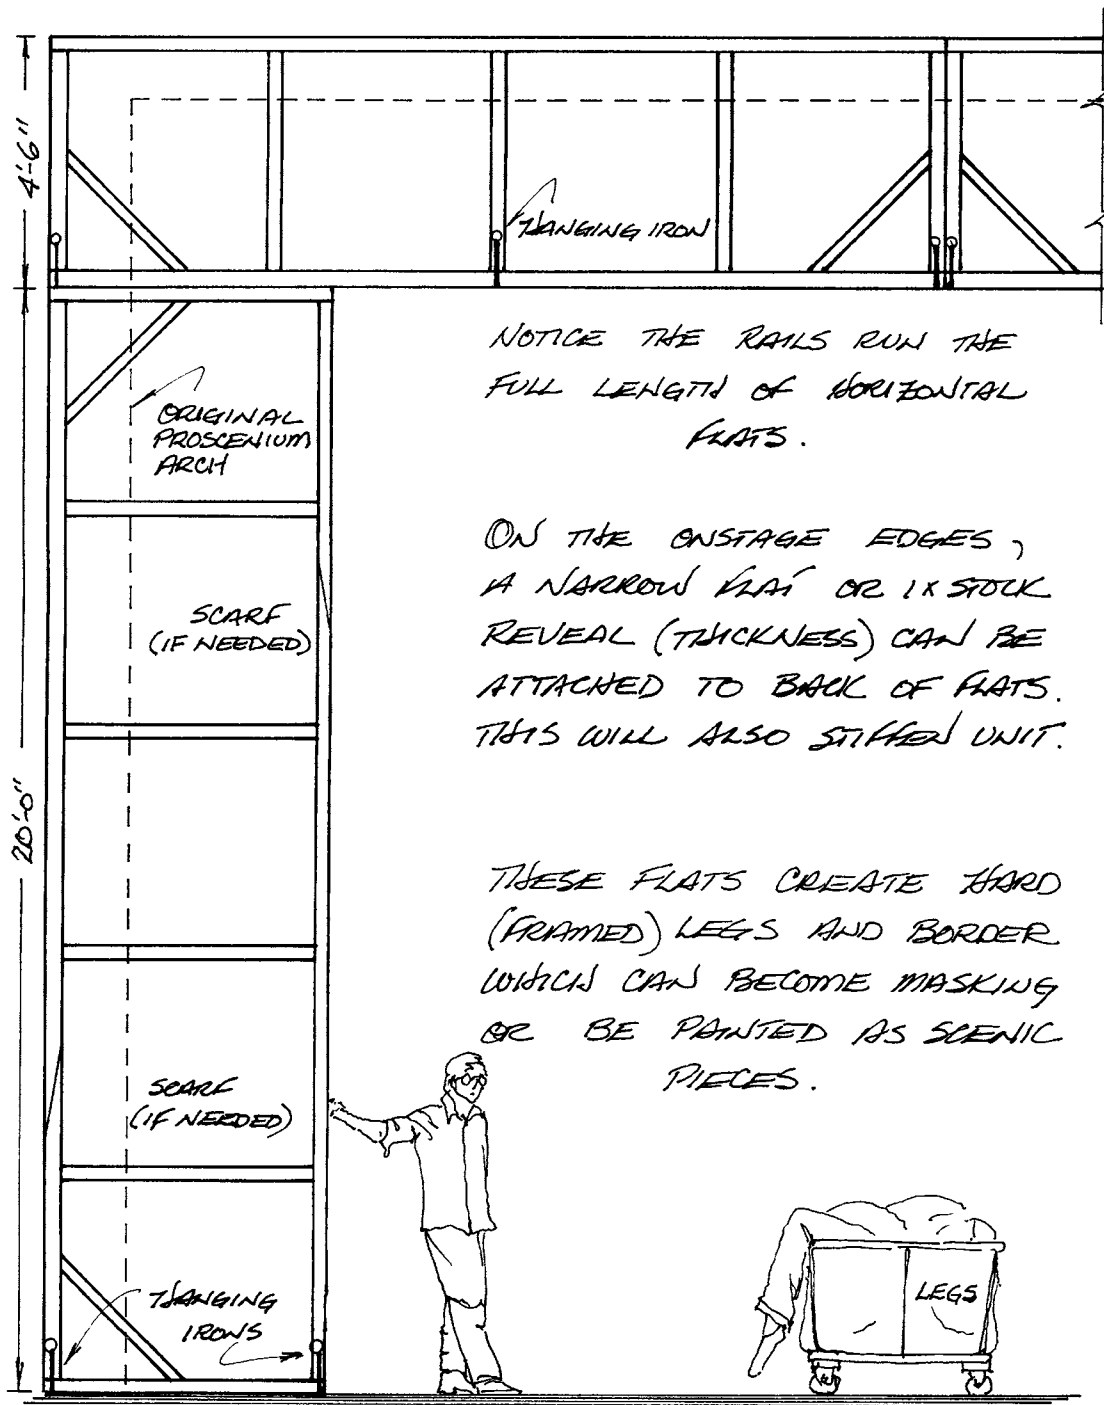 4'-6"
HANGING IRON
NOTICE THE RAILS RUN THE
FULL LENGTH OF HORIZONTAL
FLATS.
ORIGINAL
PROSCENIUM
ARCH
ON THE ONSTAGE EDGES,
A NARROW FLAT OR 1X STOCK
REVEAL (THICKNESS) CAN BE
ATTACHED TO BACK OF FLATS.
THIS WILL ALSO STIFFEN UNIT.
SCARF
(IF NEEDED)
20'-0"
THESE FLATS CREATE HARD
(FRAMED) LEGS AND BORDER
WHICH CAN BECOME MASKING
OR BE PAINTED AS SCENIC
PIECES.
SCARF
(IF NEEDED)
HANGING
IRONS
LEGS